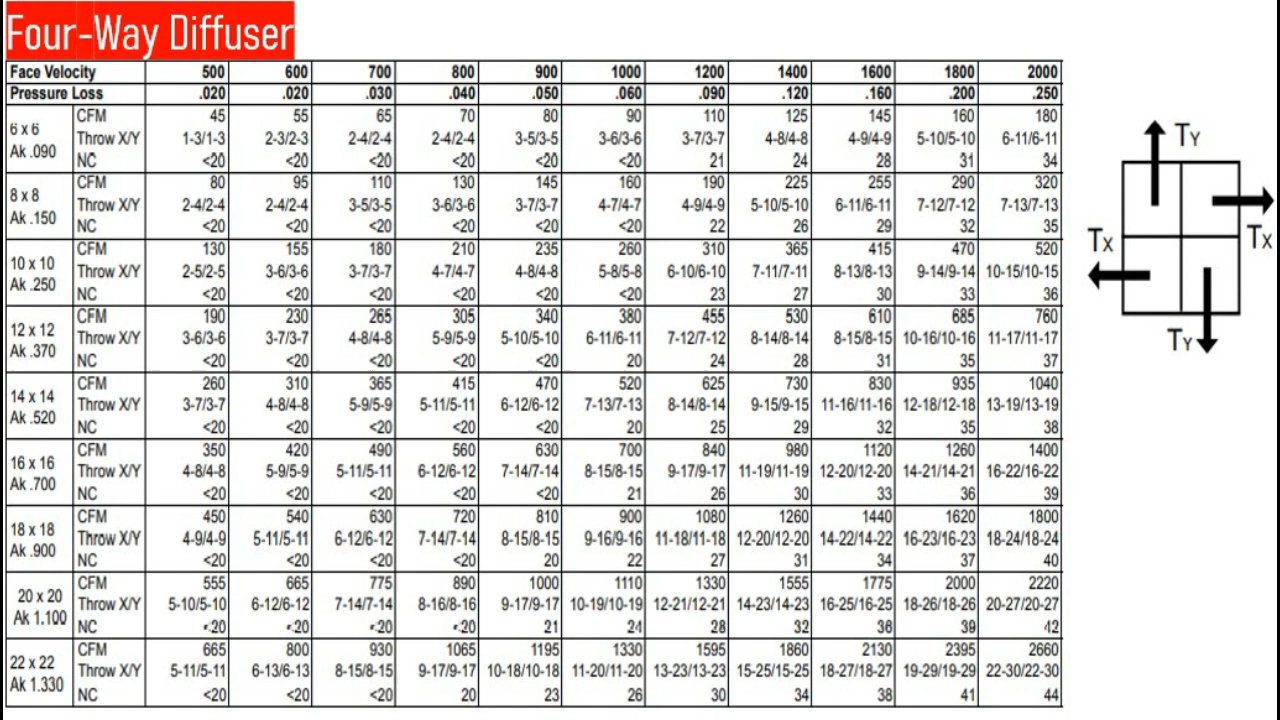 Four-Way Diffuser
Face Velocity 500 600 700 800 900 1000 1200 1400 1600 1800 2000
Pressure Loss .020 .020 .030 .040 .050 .060 .090 .120 .160 .200 .250
6 x 6 Ak .090
CFM 45 55 65 70 80 90 110 125 145 160 180
Throw X/Y 1-3/1-3 2-3/2-3 2-4/2-4 2-4/2-4 3-5/3-5 3-6/3-6 3-7/3-7 4-8/4-8 4-9/4-9 5-10/5-10 6-11/6-11
NC <20 <20 <20 <20 <20 <20 21 24 28 31 34
8 x 8 Ak .150
CFM 80 95 110 130 145 160 190 225 255 290 320
Throw X/Y 2-4/2-4 2-4/2-4 3-5/3-5 3-6/3-6 3-7/3-7 4-7/4-7 4-9/4-9 5-10/5-10 6-11/6-11 7-12/7-12 7-13/7-13
NC <20 <20 <20 <20 <20 <20 22 26 29 32 35
10 x 10 Ak .250
CFM 130 155 180 210 235 260 310 365 415 470 520
Throw X/Y 2-5/2-5 3-6/3-6 3-7/3-7 4-7/4-7 4-8/4-8 5-8/5-8 6-10/6-10 7-11/7-11 8-13/8-13 9-14/9-14 10-15/10-15
NC <20 <20 <20 <20 <20 <20 23 27 30 33 36
12 x 12 Ak .370
CFM 190 230 265 305 340 380 455 530 610 685 760
Throw X/Y 3-6/3-6 3-7/3-7 4-8/4-8 5-9/5-9 5-10/5-10 6-11/6-11 7-12/7-12 8-14/8-14 8-15/8-15 10-16/10-16 11-17/11-17
NC <20 <20 <20 <20 <20 20 24 28 31 35 37
14 x 14 Ak .520
CFM 260 310 365 415 470 520 625 730 830 935 1040
Throw X/Y 3-7/3-7 4-8/4-8 5-9/5-9 5-11/5-11 6-12/6-12 7-13/7-13 8-14/8-14 9-15/9-15 11-16/11-16 12-18/12-18 13-19/13-19
NC <20 <20 <20 <20 <20 20 25 29 32 35 38
16 x 16 Ak .700
CFM 350 420 490 560 630 700 840 980 1120 1260 1400
Throw X/Y 4-8/4-8 5-9/5-9 5-11/5-11 6-12/6-12 7-14/7-14 8-15/8-15 9-17/9-17 11-19/11-19 12-20/12-20 14-21/14-21 16-22/16-22
NC <20 <20 <20 <20 <20 21 26 30 33 36 39
18 x 18 Ak .900
CFM 450 540 630 720 810 900 1080 1260 1440 1620 1800
Throw X/Y 4-9/4-9 5-11/5-11 6-12/6-12 7-14/7-14 8-15/8-15 9-16/9-16 11-18/11-18 12-20/12-20 14-22/14-22 16-23/16-23 18-24/18-24
NC <20 <20 <20 <20 20 22 27 31 34 37 40
20 x 20 Ak 1.100
CFM 555 665 775 890 1000 1110 1330 1555 1775 2000 2220
Throw X/Y 5-10/5-10 6-12/6-12 7-14/7-14 8-16/8-16 9-17/9-17 10-19/10-19 12-21/12-21 14-23/14-23 16-25/16-25 18-26/18-26 20-27/20-27
NC <20 <20 <20 <20 21 24 28 32 36 39 42
22 x 22 Ak 1.330
CFM 665 800 930 1065 1195 1330 1595 1860 2130 2395 2660
Throw X/Y 5-11/5-11 6-13/6-13 8-15/8-15 9-17/9-17 10-18/10-18 11-20/11-20 13-23/13-23 15-25/15-25 18-27/18-27 19-29/19-29 22-30/22-30
NC <20 <20 <20 20 23 26 30 34 38 41 44
TY
TX
TX
TY